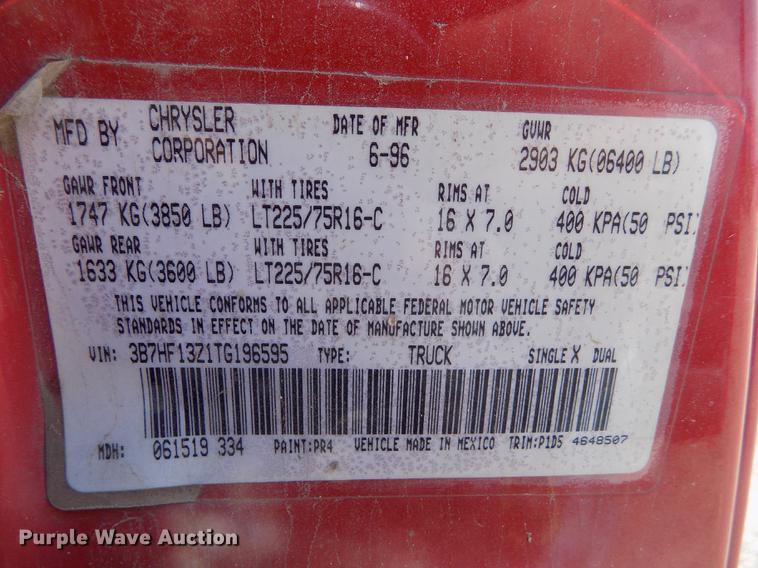 MFD BY CHRYSLER CORPORATION DATE OF MFR 6-96 GVWR 2903 KG(06400 LB)
GAWR FRONT WITH TIRES RIMS AT COLD
1747 KG(3850 LB) LT225/75R16-C 16 X 7.0 400 KPA(50 PSI)
GAWR REAR WITH TIRES RIMS AT COLD
1633 KG(3600 LB) LT225/75R16-C 16 X 7.0 400 KPA(50 PSI)
THIS VEHICLE CONFORMS TO ALL APPLICABLE FEDERAL MOTOR VEHICLE SAFETY
STANDARDS IN EFFECT ON THE DATE OF MANUFACTURE SHOWN ABOVE.
VIN: 3B7HF13Z1TG196595 TYPE: TRUCK SINGLE X DUAL
MDH: 061519 334 PAINT:PR4 VEHICLE MADE IN MEXICO TRIM:P1D5 4648507
Purple Wave Auction